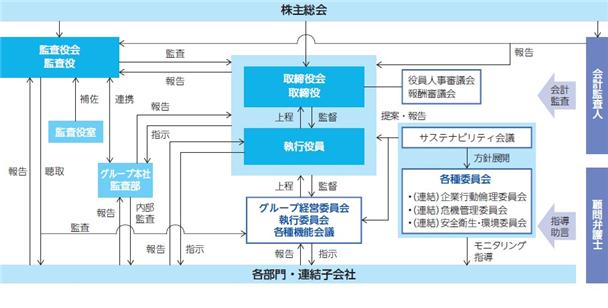 株主総会
監査役会
監査役
監査
報告
報告
取締役会
取締役
役員人事審議会
報酬審議会
会計
監査
会計監査人
補佐
連携
報告
上程
監督
提案・報告
監査役室
指示
執行役員
サステナビリティ会議
方針展開
報告
聴取
グループ本社
監査部
上程
監督
各種委員会
・(連結) 企業行動倫理委員会
・(連結) 危機管理委員会
・(連結) 安全衛生・環境委員会
内部
監査
グループ経営委員会
執行委員会
各種機能会議
監査
指導
助言
顧問弁護士
報告
報告
指示
報告
指示
モニタリング
指導
各部門・連結子会社